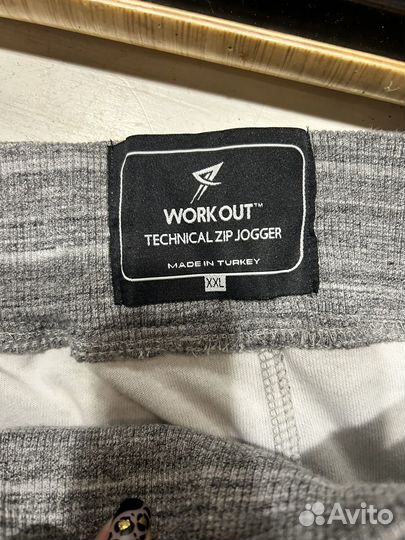 WORK OUT™
TECHNICAL ZIP JOGGER
MADE IN TURKEY
XXL
Avito